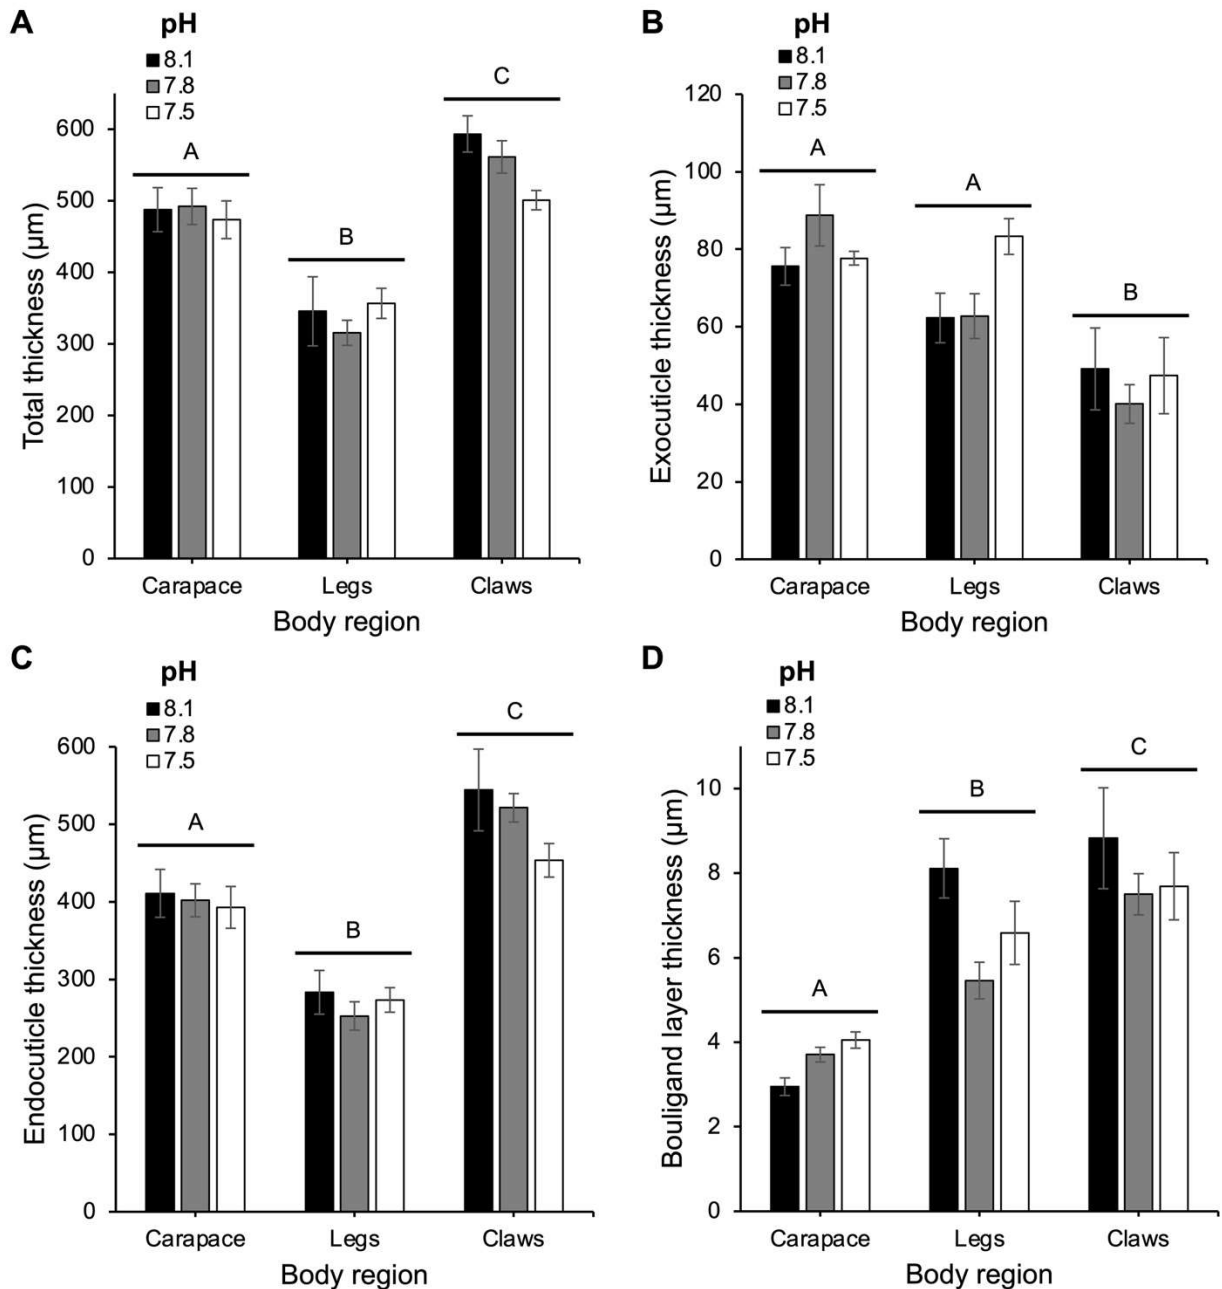 A
pH
8.1
7.8
7.5
Total thickness (µm)
600
500
400
300
200
100
0
A
B
C
Carapace Legs Claws
Body region
B
pH
8.1
7.8
7.5
Exocuticle thickness (µm)
120
100
80
60
40
20
0
A
A
B
Carapace Legs Claws
Body region
C
pH
8.1
7.8
7.5
Endocuticle thickness (µm)
600
500
400
300
200
100
0
A
B
C
Carapace Legs Claws
Body region
D
pH
8.1
7.8
7.5
Bouligand layer thickness (µm)
10
8
6
4
2
0
A
B
C
Carapace Legs Claws
Body region